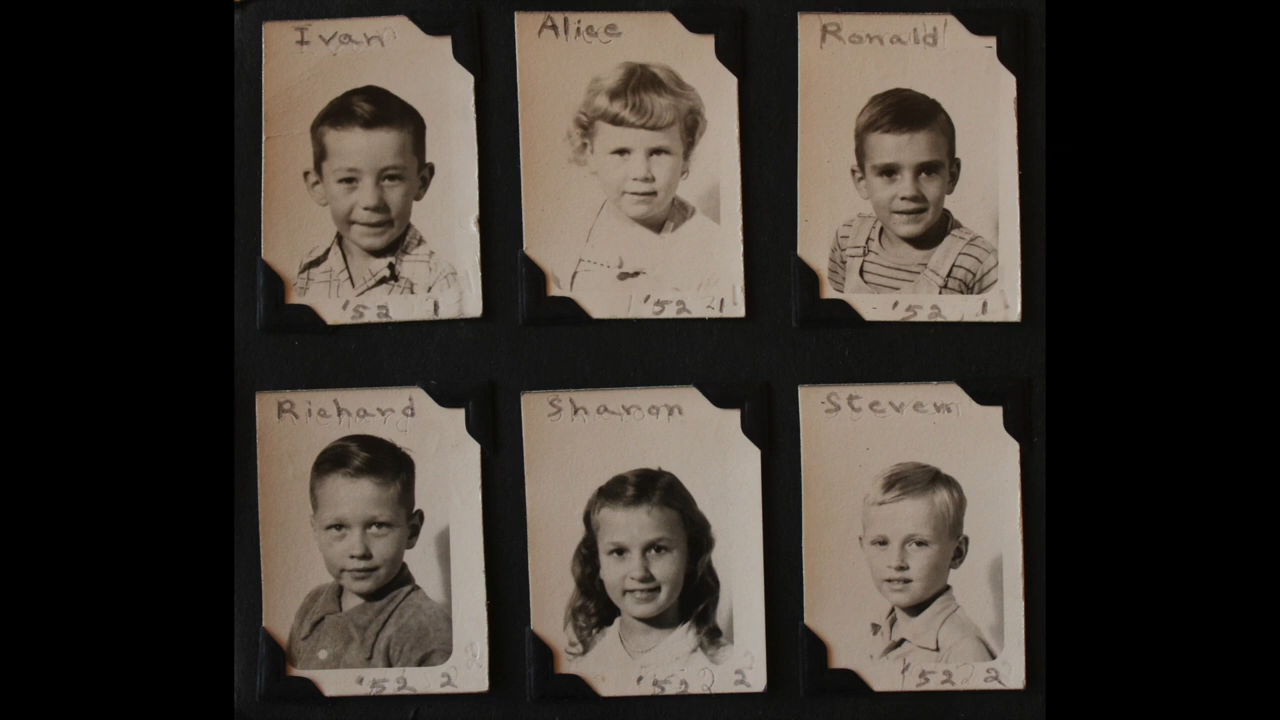 Ivan
Alice
Ronald
'52 1
'52 1
'52 1
Richard
Sharon
Steven
'52 2
'52 2
'52 2